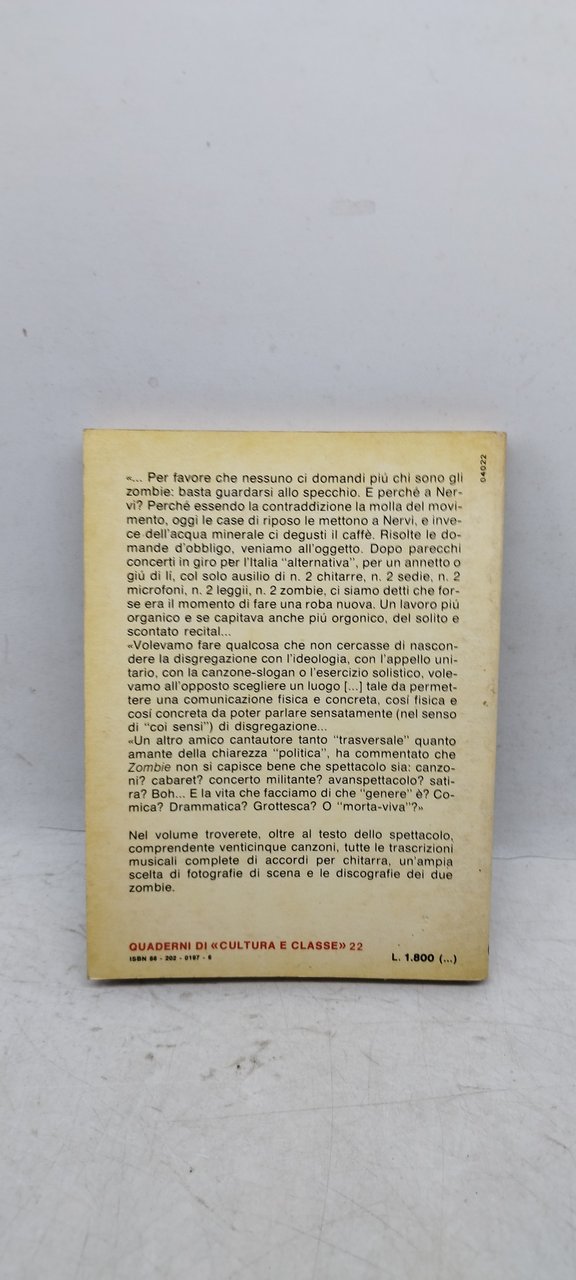 04022
«... Per favore che nessuno ci domandi piú chi sono gli
zombie: basta guardarsi allo specchio. E perché a Ner-
vi? Perché essendo la contraddizione la molla del movi-
mento, oggi le case di riposo le mettono a Nervi, e inve-
ce dell'acqua minerale ci degusti il caffè. Risolte le do-
mande d'obbligo, veniamo all'oggetto. Dopo parecchi
concerti in giro per l'Italia "alternativa", per un annetto o
giú di lí, col solo ausilio di n. 2 chitarre, n. 2 sedie, n. 2
microfoni, n. 2 leggii, n. 2 zombie, ci siamo detti che for-
se era il momento di fare una roba nuova. Un lavoro piú
organico e se capitava anche piú orgonico, del solito e
scontato recital...
«Volevamo fare qualcosa che non cercasse di nascon-
dere la disgregazione con l'ideologia, con l'appello uni-
tario, con la canzone-slogan o l'esercizio solistico, vole-
vamo all'opposto scegliere un luogo [...] tale da permet-
tere una comunicazione fisica e concreta, cosí fisica e
cosí concreta da poter parlare sensatamente (nel senso
di "coi sensi") di disgregazione...
«Un altro amico cantautore tanto "trasversale" quanto
amante della chiarezza "politica", ha commentato che
Zombie non si capisce bene che spettacolo sia: canzo-
ni? cabaret? concerto militante? avanspettacolo? sati-
ra? Boh... E la vita che facciamo di che "genere" è? Co-
mica? Drammatica? Grottesca? O "morta-viva"?»
Nel volume troverete, oltre al testo dello spettacolo,
comprendente venticinque canzoni, tutte le trascrizioni
musicali complete di accordi per chitarra, un'ampia
scelta di fotografie di scena e le discografie dei due
zombie.
QUADERNI DI «CULTURA E CLASSE» 22
ISBN 88 - 202 - 0197 - 6
L. 1.800 (...)